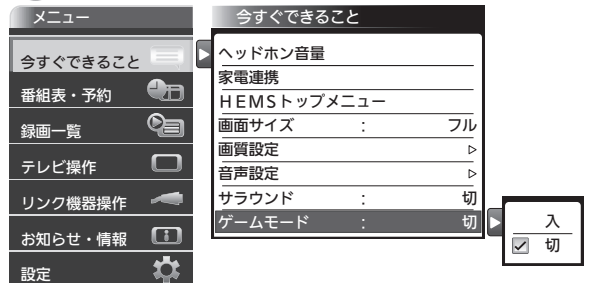 メニュー
今すぐできること
番組表・予約
録画一覧
テレビ操作
リンク機器操作
お知らせ・情報
設定
今すぐできること
ヘッドホン音量
家電連携
HEMSトップメニュー
画面サイズ : フル
画質設定
音声設定
サラウンド : 切
ゲームモード : 切
入
切